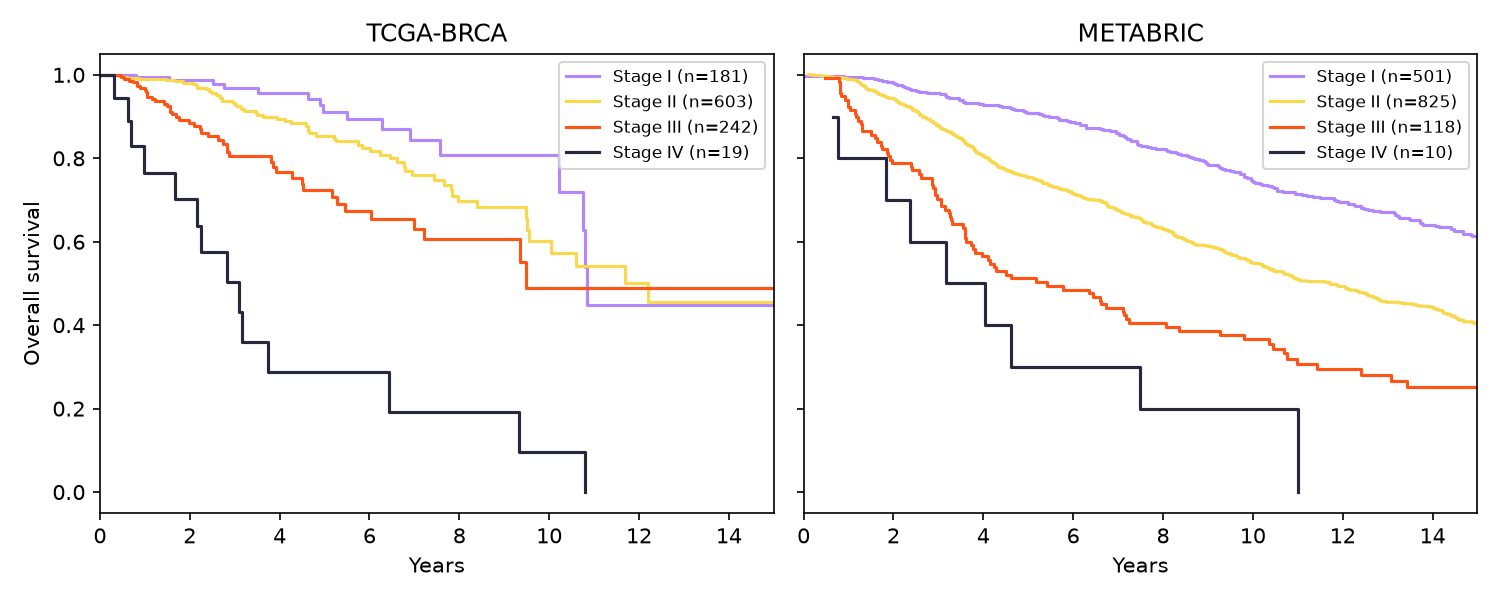 TCGA-BRCA
Overall survival
1.0
0.8
0.6
0.4
0.2
0.0
Stage I (n=181)
Stage II (n=603)
Stage III (n=242)
Stage IV (n=19)
0 2 4 6 8 10 12 14
Years
METABRIC
Stage I (n=501)
Stage II (n=825)
Stage III (n=118)
Stage IV (n=10)
0 2 4 6 8 10 12 14
Years